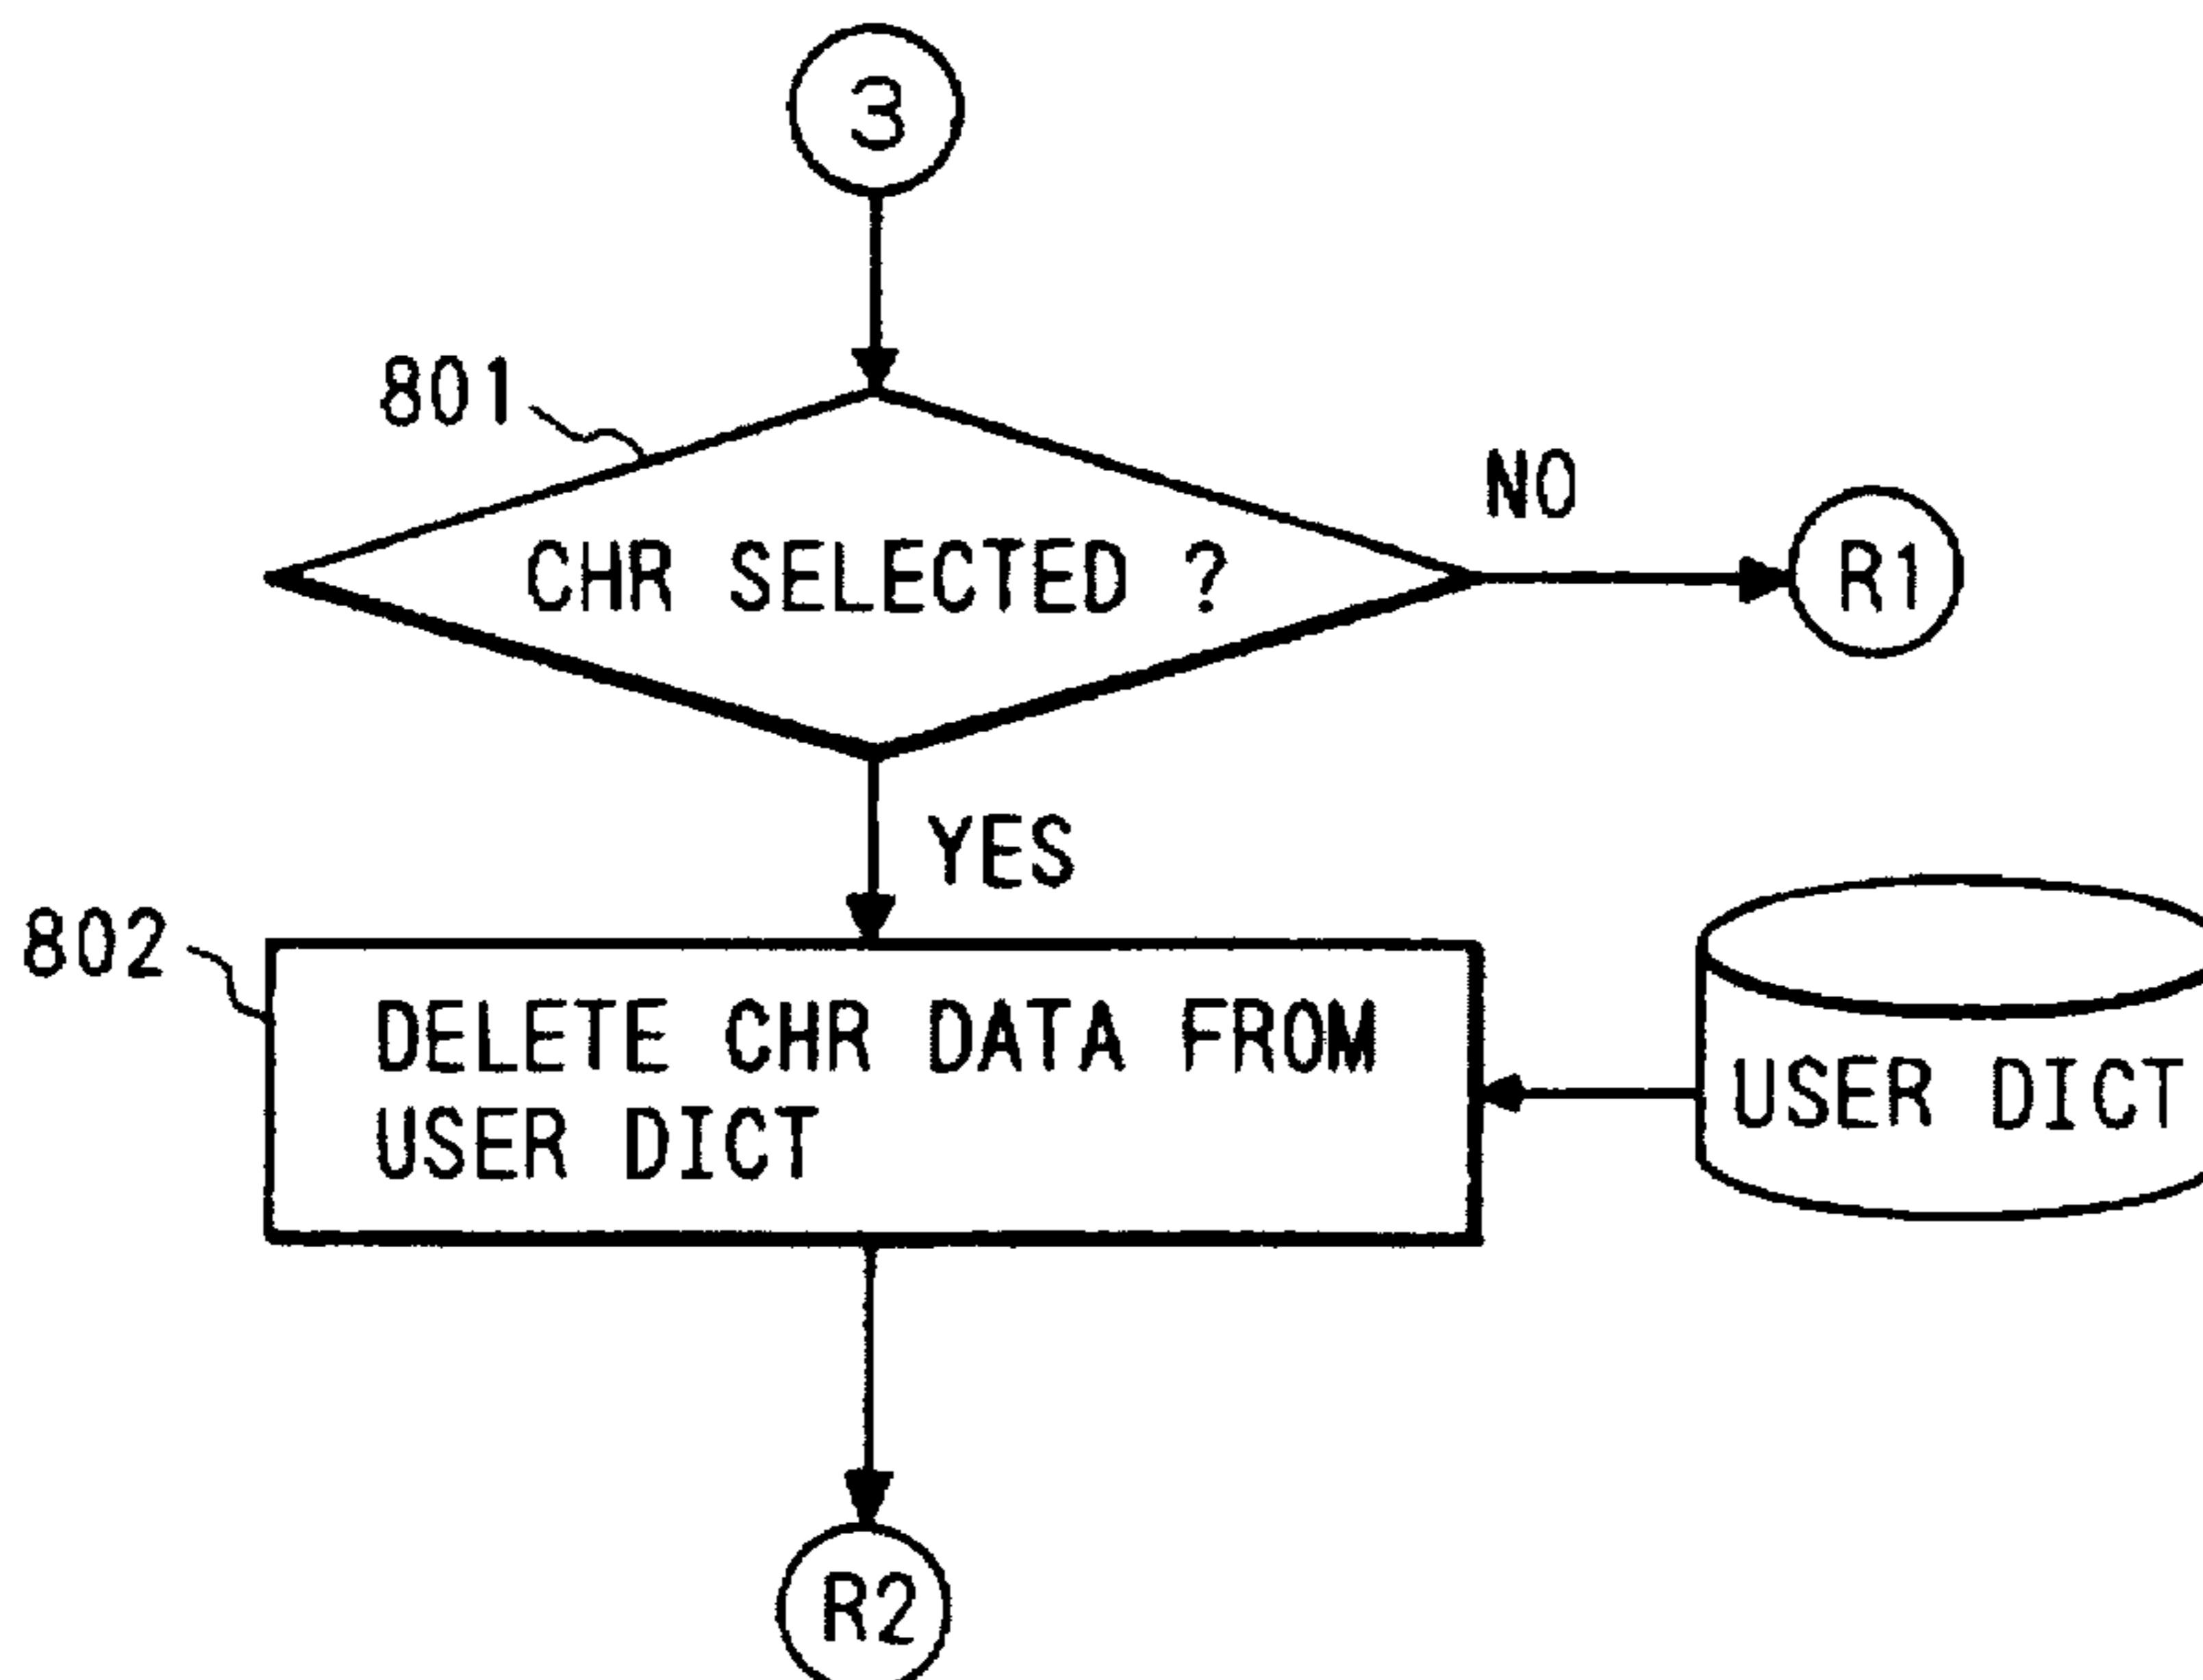 3
801
NO
CHR SELECTED ?
R1
YES
802
DELETE CHR DATA FROM
USER DICT
USER DICT
R2